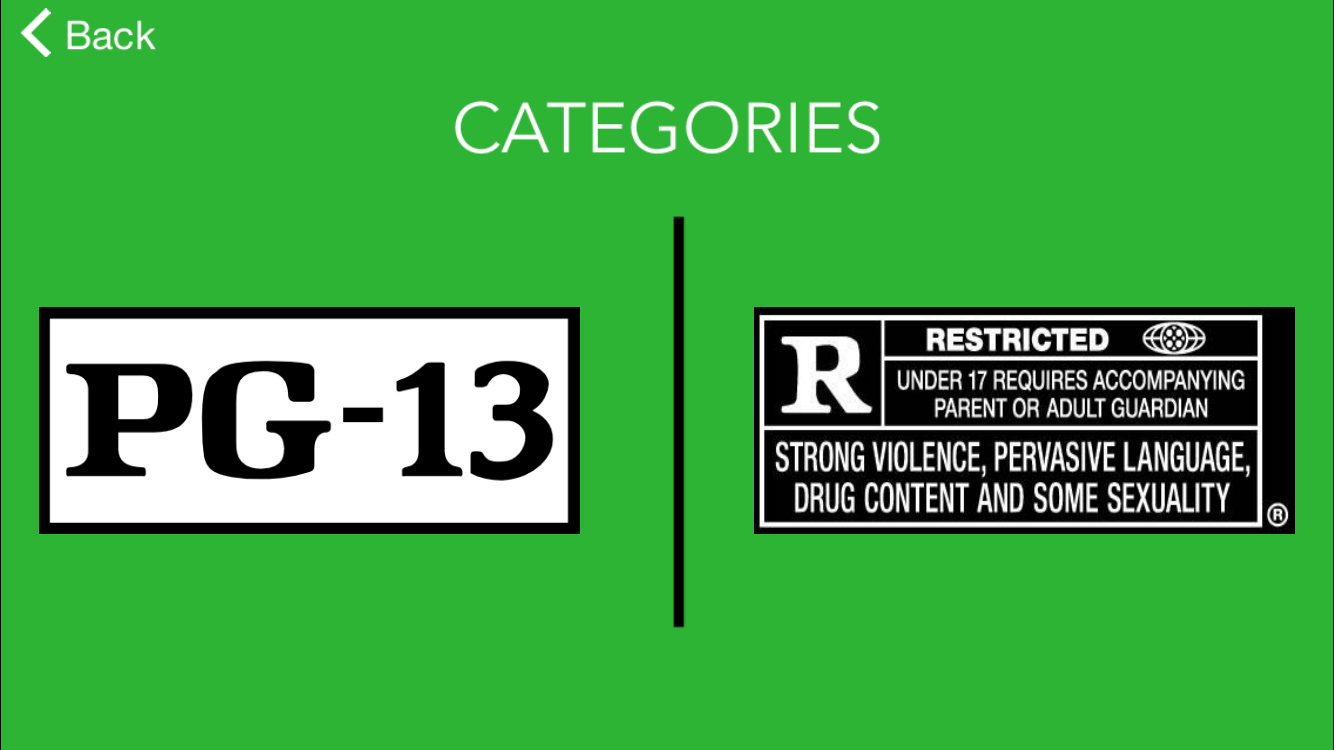 Back
CATEGORIES
PG-13
R
RESTRICTED
UNDER 17 REQUIRES ACCOMPANYING
PARENT OR ADULT GUARDIAN
STRONG VIOLENCE, PERVASIVE LANGUAGE,
DRUG CONTENT AND SOME SEXUALITY
®